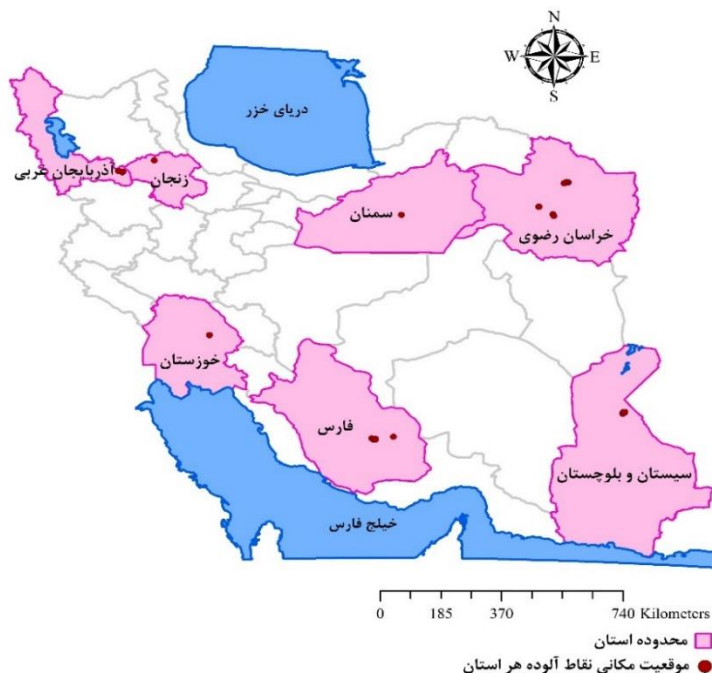 N
W E
S
دریای خزر
آذربایجان غربی
زنجان
سمنان
خراسان رضوی
خوزستان
فارس
سیستان و بلوچستان
خیلج فارس
0 185 370 740 Kilometers
محدوده استان
موقعیت مکانی نقاط آلوده هر استان